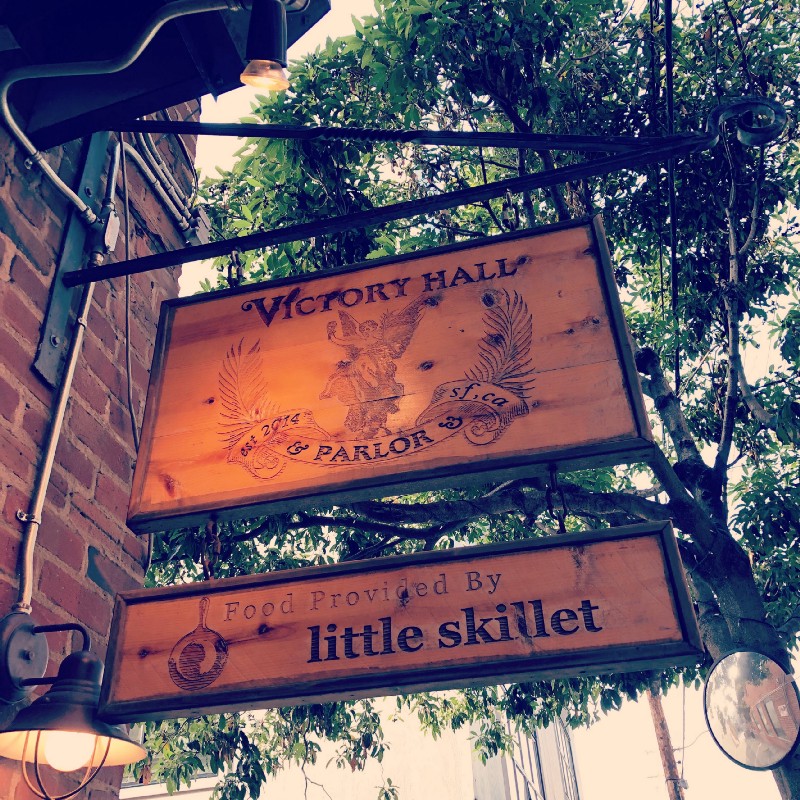 VICTORY HALL
est 2014
sf, ca
& PARLOR
Food Provided By
little skillet